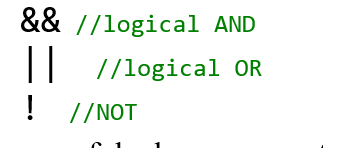 && //logical AND
|| //logical OR
! //NOT